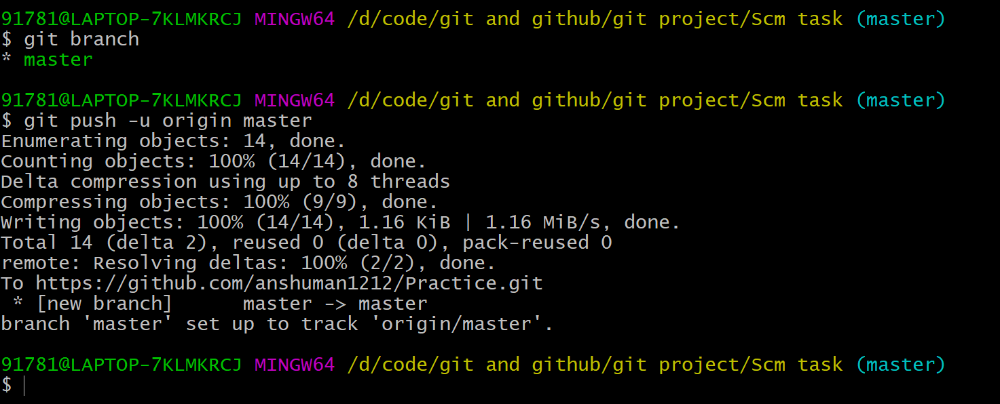 91781@LAPTOP-7KLMKRCJ MINGW64 /d/code/git and github/git project/Scm task (master)
$ git branch
* master
91781@LAPTOP-7KLMKRCJ MINGW64 /d/code/git and github/git project/Scm task (master)
$ git push -u origin master
Enumerating objects: 14, done.
Counting objects: 100% (14/14), done.
Delta compression using up to 8 threads
Compressing objects: 100% (9/9), done.
Writing objects: 100% (14/14), 1.16 KiB | 1.16 MiB/s, done.
Total 14 (delta 2), reused 0 (delta 0), pack-reused 0
remote: Resolving deltas: 100% (2/2), done.
To https://github.com/anshuman1212/Practice.git
 * [new branch]      master -> master
branch 'master' set up to track 'origin/master'.
91781@LAPTOP-7KLMKRCJ MINGW64 /d/code/git and github/git project/Scm task (master)
$